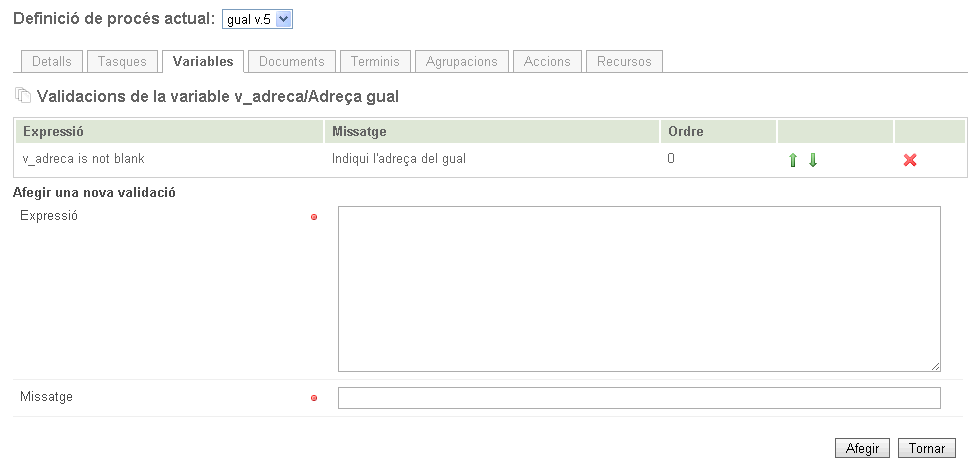 Definició de procés actual: gual v.5
Detalls Tasques Variables Documents Terminis Agrupacions Accions Recursos
Validacions de la variable v_adreca/Adreça gual
Expressió Missatge Ordre
v_adreca is not blank Indiqui l'adreça del gual 0
Afegir una nova validació
Expressió
Missatge
Afegir Tornar